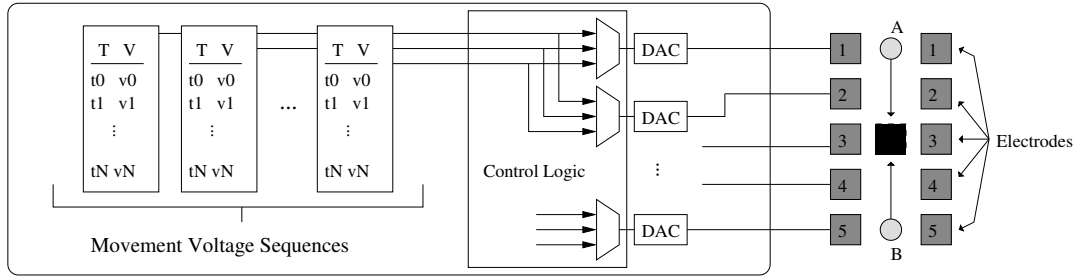 T V
t0 v0
t1 v1
⋮
tN vN
T V
t0 v0
t1 v1
⋮
tN vN
...
T V
t0 v0
t1 v1
⋮
tN vN
Movement Voltage Sequences
Control Logic
DAC
DAC
⋮
DAC
A
1 1
2 2
3 3
4 4
5 5
B
Electrodes